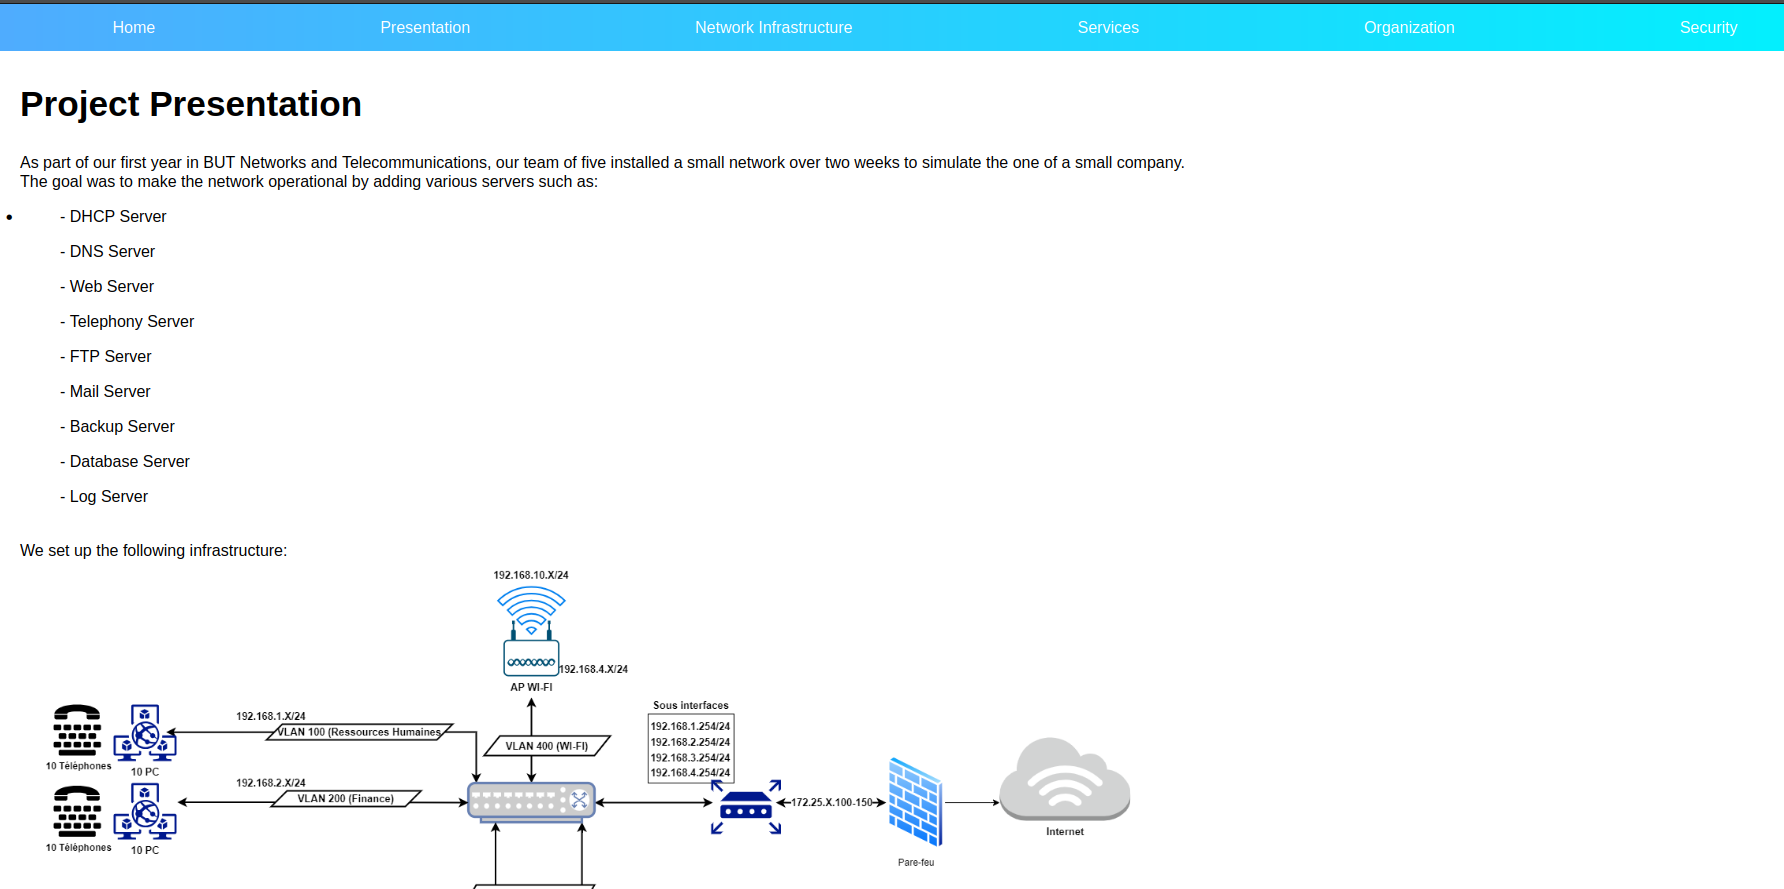 Home Presentation Network Infrastructure Services Organization Security
Project Presentation
As part of our first year in BUT Networks and Telecommunications, our team of five installed a small network over two weeks to simulate the one of a small company.
The goal was to make the network operational by adding various servers such as:
- DHCP Server
- DNS Server
- Web Server
- Telephony Server
- FTP Server
- Mail Server
- Backup Server
- Database Server
- Log Server
We set up the following infrastructure:
192.168.10.X/24
192.168.4.X/24
AP WI-FI
Sous interfaces
192.168.1.254/24
192.168.2.254/24
192.168.3.254/24
192.168.4.254/24
192.168.1.X/24
VLAN 100 (Ressources Humaines
VLAN 400 (WI-FI)
10 Téléphones
10 PC
192.168.2.X/24
VLAN 200 (Finance)
172.25.X.100-150
Internet
10 Téléphones
10 PC
Pare-feu